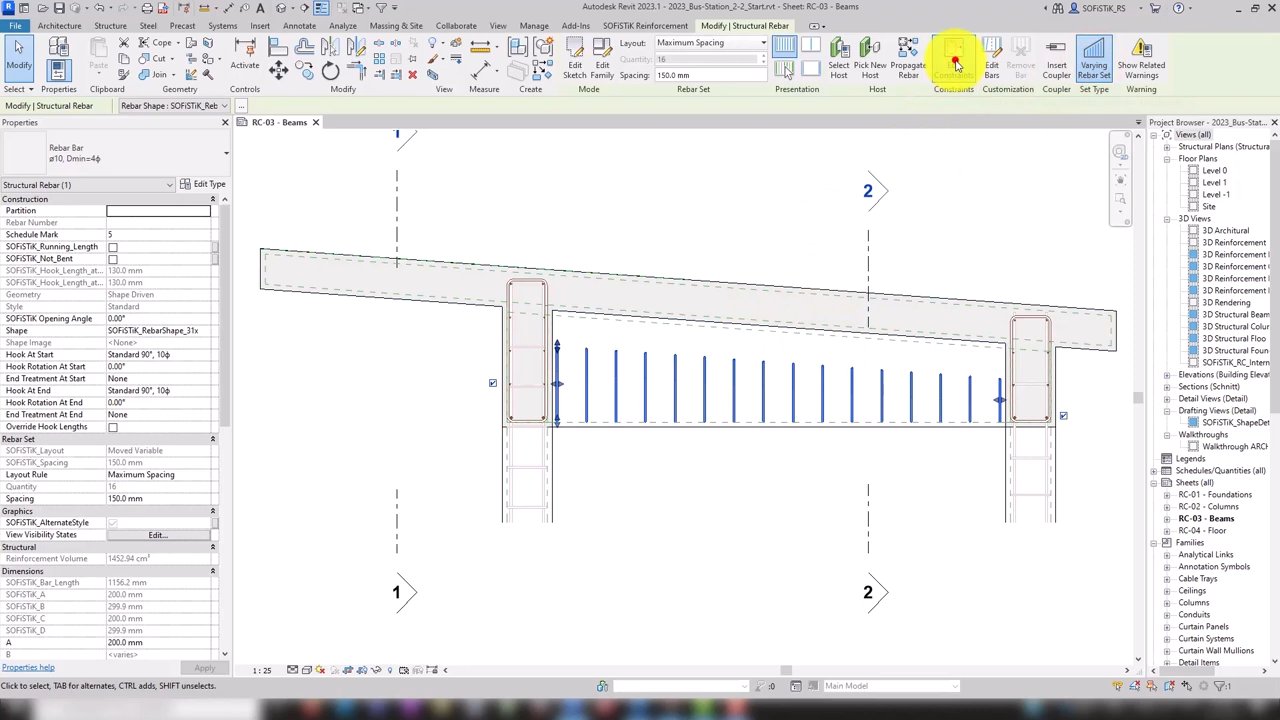 Autodesk Revit 2023.1 - 2023_Bus-Station_2-2_Start.rvt - Sheet: RC-03 - Beams
SOFiSTiK_RS
File Architecture Structure Steel Precast Systems Insert Annotate Analyze Massing & Site Collaborate View Manage Add-Ins SOFiSTiK Reinforcement Modify | Structural Rebar
Modify
Paste
Cope
Cut
Join
Activate
Edit Sketch
Edit Family
Layout: Maximum Spacing
Quantity: 16
Spacing: 150.0 mm
Select Host
Pick New Host
Propagate Rebar
Constraints
Edit Bars
Remove Bar
Insert Coupler
Varying Rebar Set
Show Related Warnings
Select Properties Clipboard Geometry Controls Modify View Measure Create Mode Presentation Host Constraints Customization Coupler Set Type Warning
Modify | Structural Rebar
Rebar Shape : SOFiSTiK_Reb
...
Properties
RC-03 - Beams
Project Browser - 2023_Bus-Station_2-2_Start...
Rebar Bar
ø10, Dmin=4ф
Structural Rebar (1)
Edit Type
Construction
Partition
Rebar Number
Schedule Mark 5
SOFiSTiK_Running_Length
SOFiSTiK_Not_Bent
SOFiSTiK_Hook_Length_at... 130.0 mm
SOFiSTiK_Hook_Length_at... 130.0 mm
Geometry Shape Driven
Style Standard
SOFiSTiK Opening Angle 0.00°
Shape SOFiSTiK_RebarShape_31x
Shape Image <None>
Hook At Start Standard 90°, 10ф
Hook Rotation At Start 0.00°
End Treatment At Start None
Hook At End Standard 90°, 10ф
Hook Rotation At End 0.00°
End Treatment At End None
Override Hook Lengths
Rebar Set
SOFiSTiK_Layout Moved Variable
SOFiSTiK_Spacing 150.0 mm
Layout Rule Maximum Spacing
Quantity 16
Spacing 150.0 mm
Graphics
SOFiSTiK_AlternateStyle
View Visibility States Edit...
Structural
Reinforcement Volume 1452.94 cm³
Dimensions
SOFiSTiK_Bar_Length 1156.2 mm
SOFiSTiK_A 200.0 mm
SOFiSTiK_B 299.9 mm
SOFiSTiK_C 200.0 mm
SOFiSTiK_D 299.9 mm
A 200.0 mm
B <varies>
Properties help
Apply
2
1
2
Views (all)
Structural Plans (Structura
Floor Plans
Level 0
Level 1
Level -1
Site
3D Views
3D Architural
3D Reinforcement
3D Reinforcement
3D Reinforcement
3D Reinforcement
3D Reinforcement
3D Rendering
3D Structural Beam
3D Structural Colu
3D Structural Floo
3D Structural Foun
SOFiSTiK_Intern
Elevations (Building Eleva
Sections (Schnitt)
Detail Views (Detail)
Drafting Views (Detail)
SOFiSTiK_ShapeDet
Walkthroughs
Walkthrough ARCH
Legends
Schedules/Quantities (all)
Sheets (all)
RC-01 - Foundations
RC-02 - Columns
RC-03 - Beams
RC-04 - Floor
Families
Analytical Links
Annotation Symbols
Cable Trays
Ceilings
Columns
Conduits
Curtain Panels
Curtain Systems
Curtain Wall Mullions
Detail Items
1 : 25
Click to select, TAB for alternates, CTRL adds, SHIFT unselects.
:0
Main Model
:1